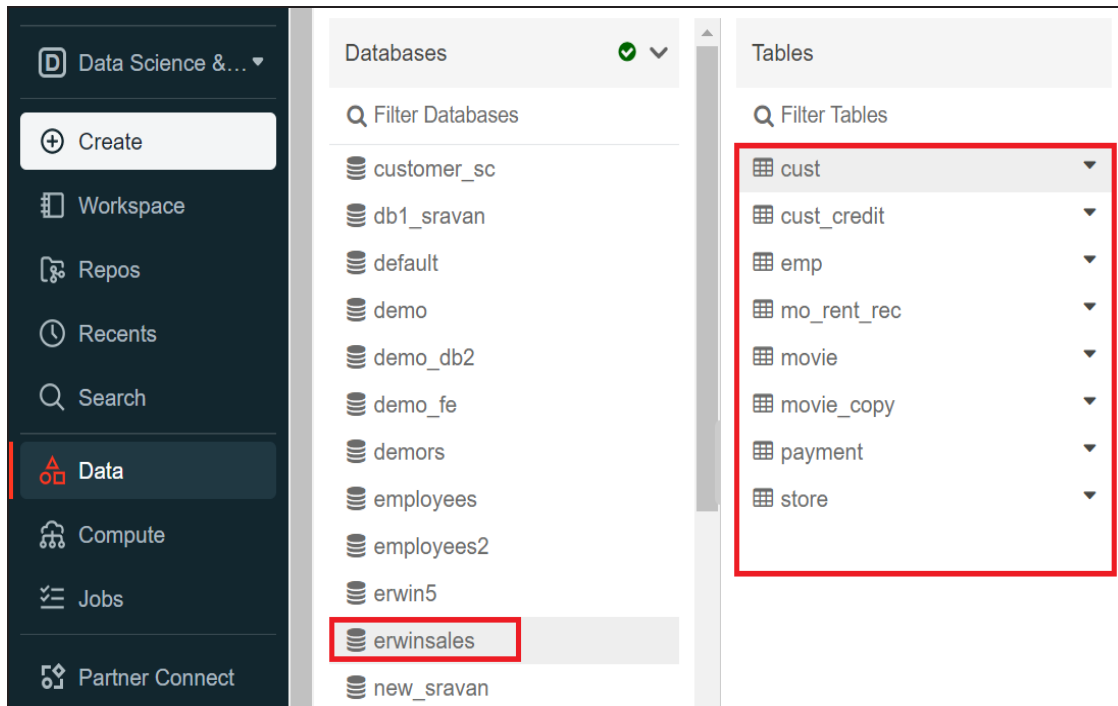 Data Science &...
Create
Workspace
Repos
Recents
Search
Data
Compute
Jobs
Partner Connect
Databases
Filter Databases
customer_sc
db1_sravan
default
demo
demo_db2
demo_fe
demors
employees
employees2
erwin5
erwinsales
new_sravan
Tables
Filter Tables
cust
cust_credit
emp
mo_rent_rec
movie
movie_copy
payment
store